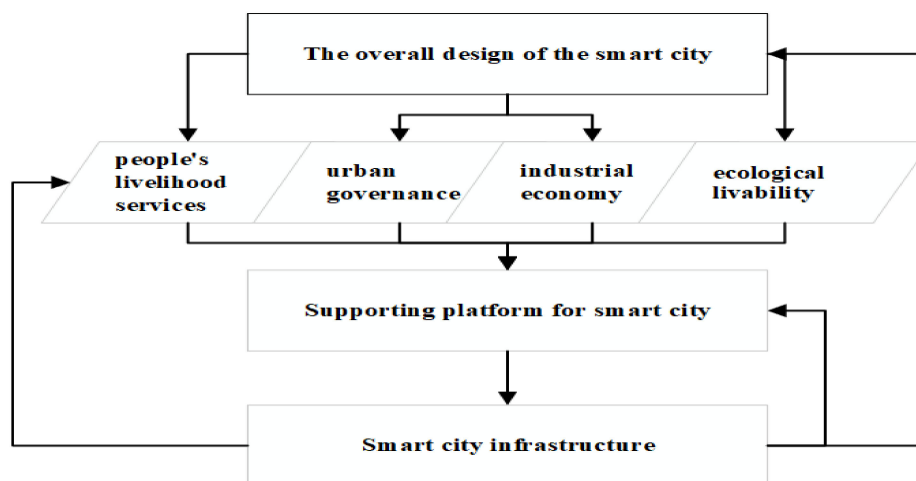 The overall design of the smart city
people's
livelihood
services
urban
governance
industrial
economy
ecological
livability
Supporting platform for smart city
Smart city infrastructure